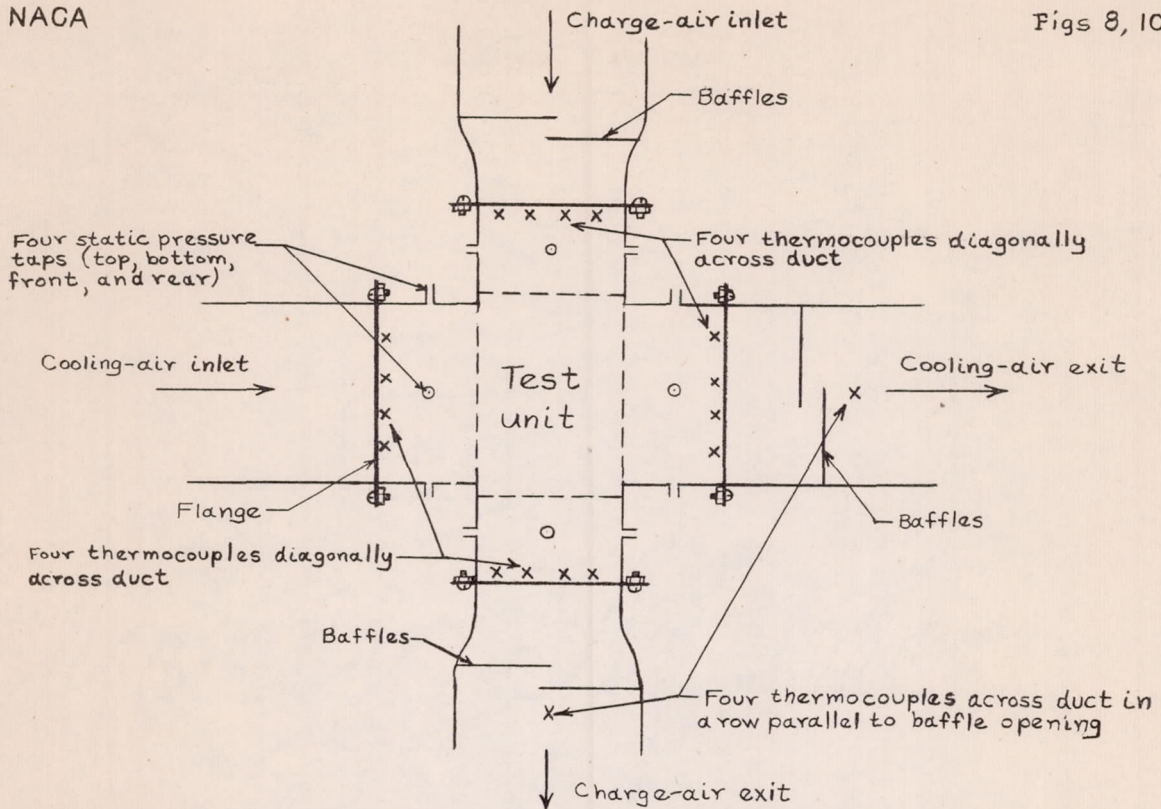 NACA
Figs 8, 10
Charge-air inlet
Baffles
Four static pressure
taps (top, bottom,
front, and rear)
Four thermocouples diagonally
across duct
Cooling-air inlet
Test
unit
Cooling-air exit
Flange
Baffles
Four thermocouples diagonally
across duct
Baffles
Four thermocouples across duct in
a row parallel to baffle opening
Charge-air exit